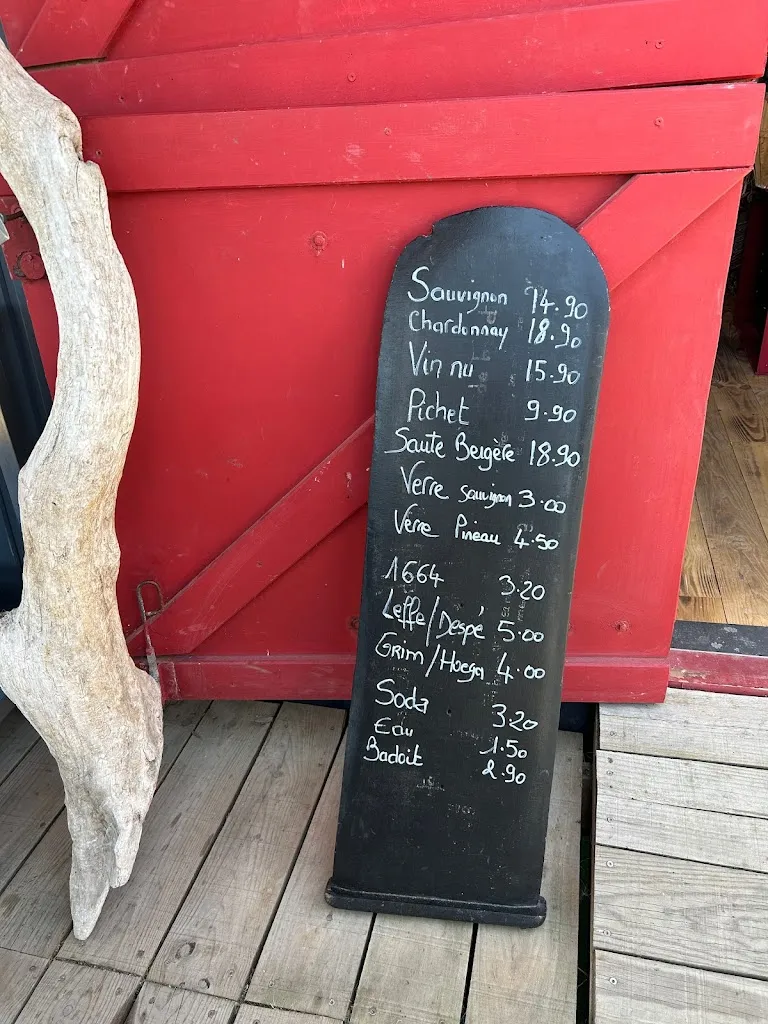 Sauvignon 14.90
Chardonnay 18.90
Vin nu 15.90
Pichet 9.90
Saute Bergère 18.90
Verre sauvignon 3.00
Verre Pineau 4.50
1664 3.20
Leffe/Despé 5.00
Grim/Hoega 4.00
Soda 3.20
Eau 1.50
Badoit 2.90